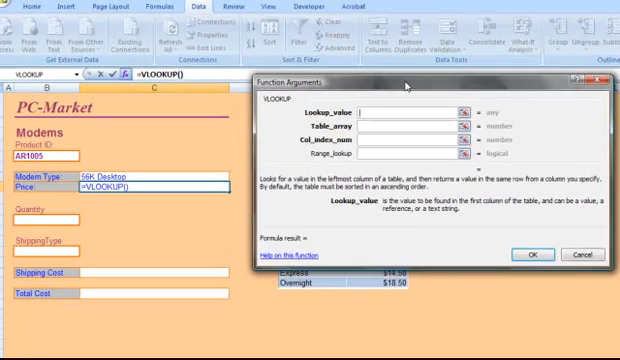 Home Insert Page Layout Formulas Data Review View Developer Acrobat
From Web From Text From Other Sources Existing Connections Refresh All Connections Properties Edit Links Sort Filter Clear Reapply Advanced Text to Columns Remove Duplicates Data Validation Consolidate What-If Analysis Group Ungroup
Get External Data Connections Sort & Filter Data Tools
VLOOKUP =VLOOKUP()
A B C
PC-Market
Modems
Product ID:
AR1005
Modem Type: 56K Desktop
Price: =VLOOKUP()
Quantity
ShippingType
Shipping Cost
Total Cost
Express $14.50
Overnight $18.50
Function Arguments
VLOOKUP
Lookup_value = any
Table_array = number
Col_index_num = number
Range_lookup = logical
=
Looks for a value in the leftmost column of a table, and then returns a value in the same row from a column you specify.
By default, the table must be sorted in an ascending order.
Lookup_value is the value to be found in the first column of the table, and can be a value, a
reference, or a text string.
Formula result =
Help on this function
OK Cancel